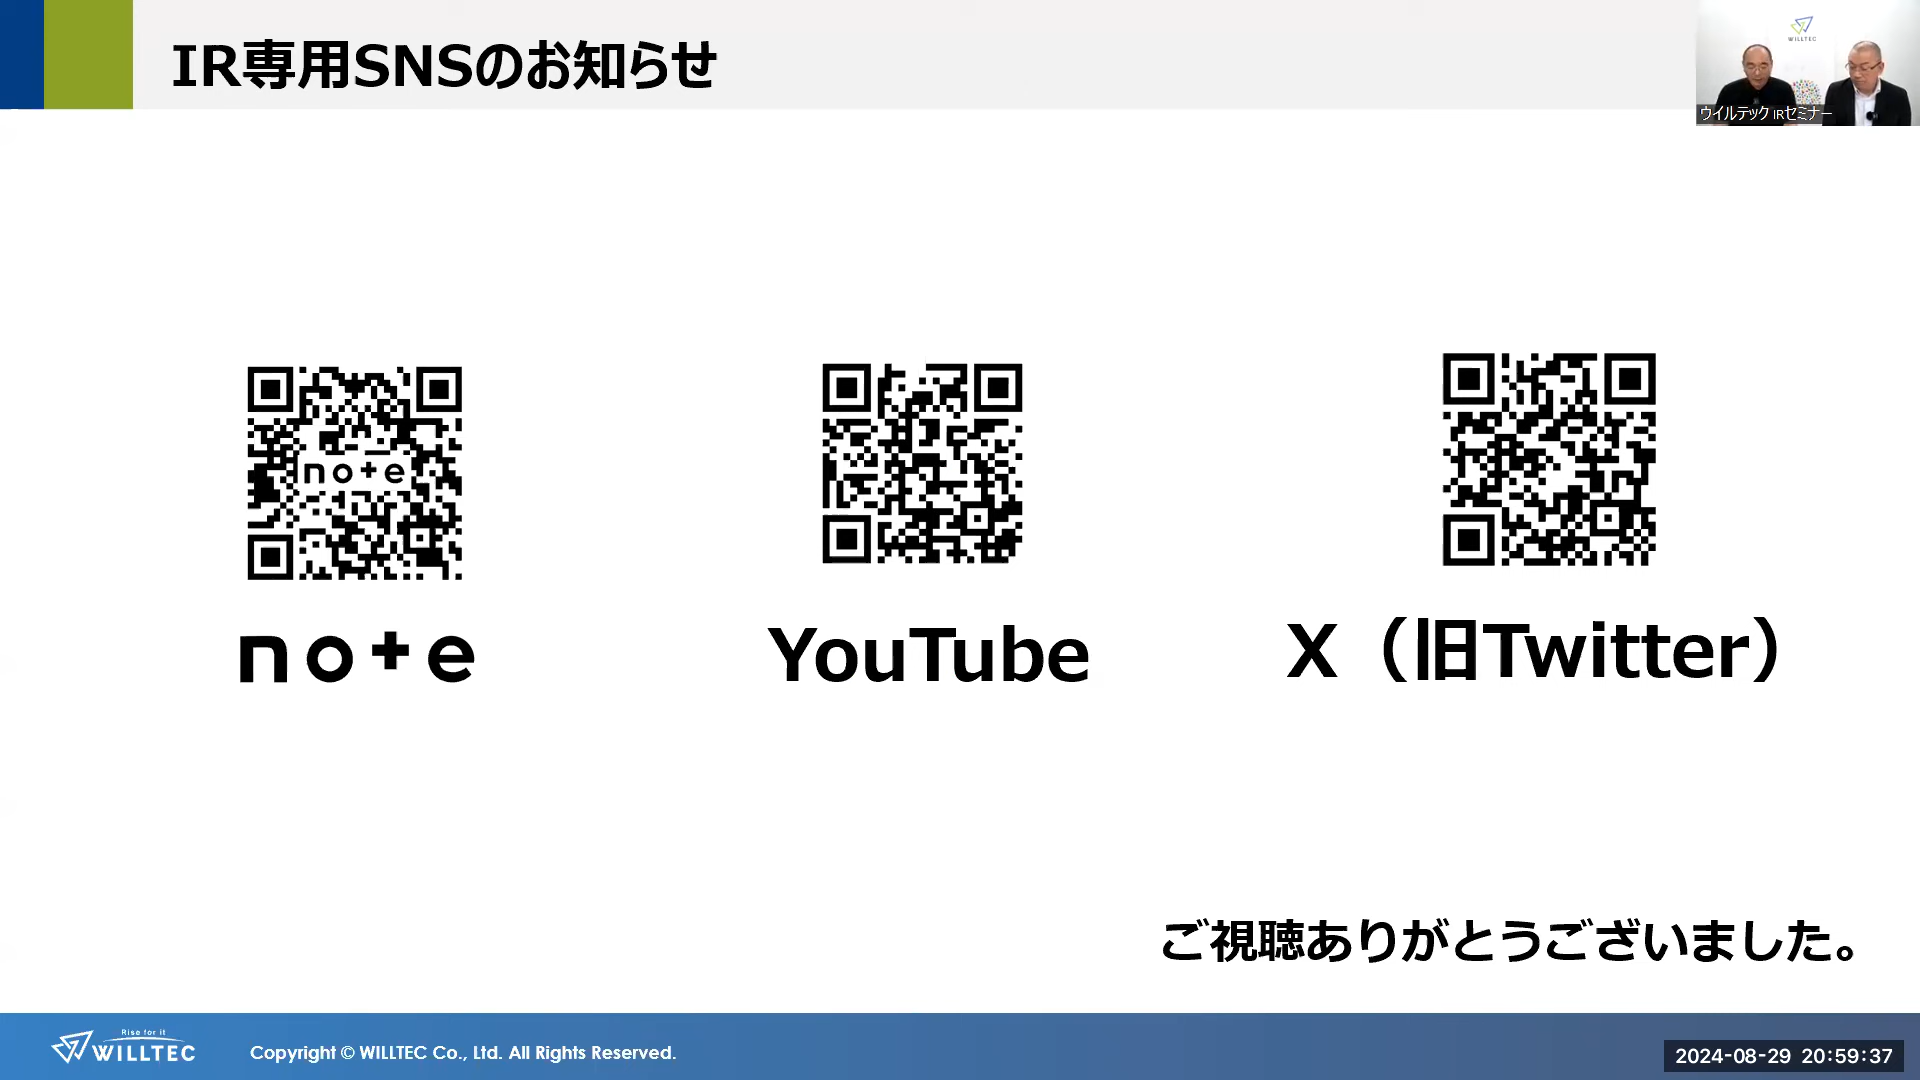 IR専用SNSのお知らせ
WILLTEC
ウイルテック IRセミナー
note
note
YouTube
X（旧Twitter）
ご視聴ありがとうございました。
Rise for it
WILLTEC
Copyright © WILLTEC Co., Ltd. All Rights Reserved.
2024-08-29 20:59:37